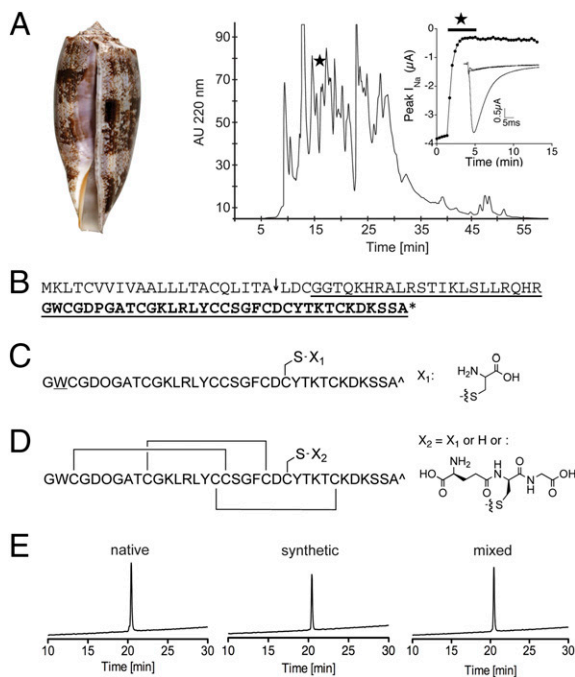 A
AU 220 nm
90
70
50
30
10
5 15 25 35 45 55
Time [min]
★
★
Peak I Na (µA)
0
-1
-2
-3
-4
0 5 10 15
Time (min)
0.5µA
5ms
B
MKLTCVVIVAALLLTACQLITA↓LDCGGTQKHRALRSTIKLSLLRQHR
GWCGDPGATCGKLRLYCCSGFCDCYTKTCKDKSSA*
C
S·X1
GWCGDOGATCGKLRLYCCSGFCDCYTKTCKDKSSA^
X1:
H2N
O
OH
S
D
S·X2
GWCGDOGATCGKLRLYCCSGFCDCYTKTCKDKSSA^
X2 = X1 or H or :
NH2
O
H
N
O
HO
O
S
N
H
OH
O
E
native
synthetic
mixed
10 15 20 25 30
10 15 20 25 30
10 15 20 25 30
Time [min]
Time [min]
Time [min]